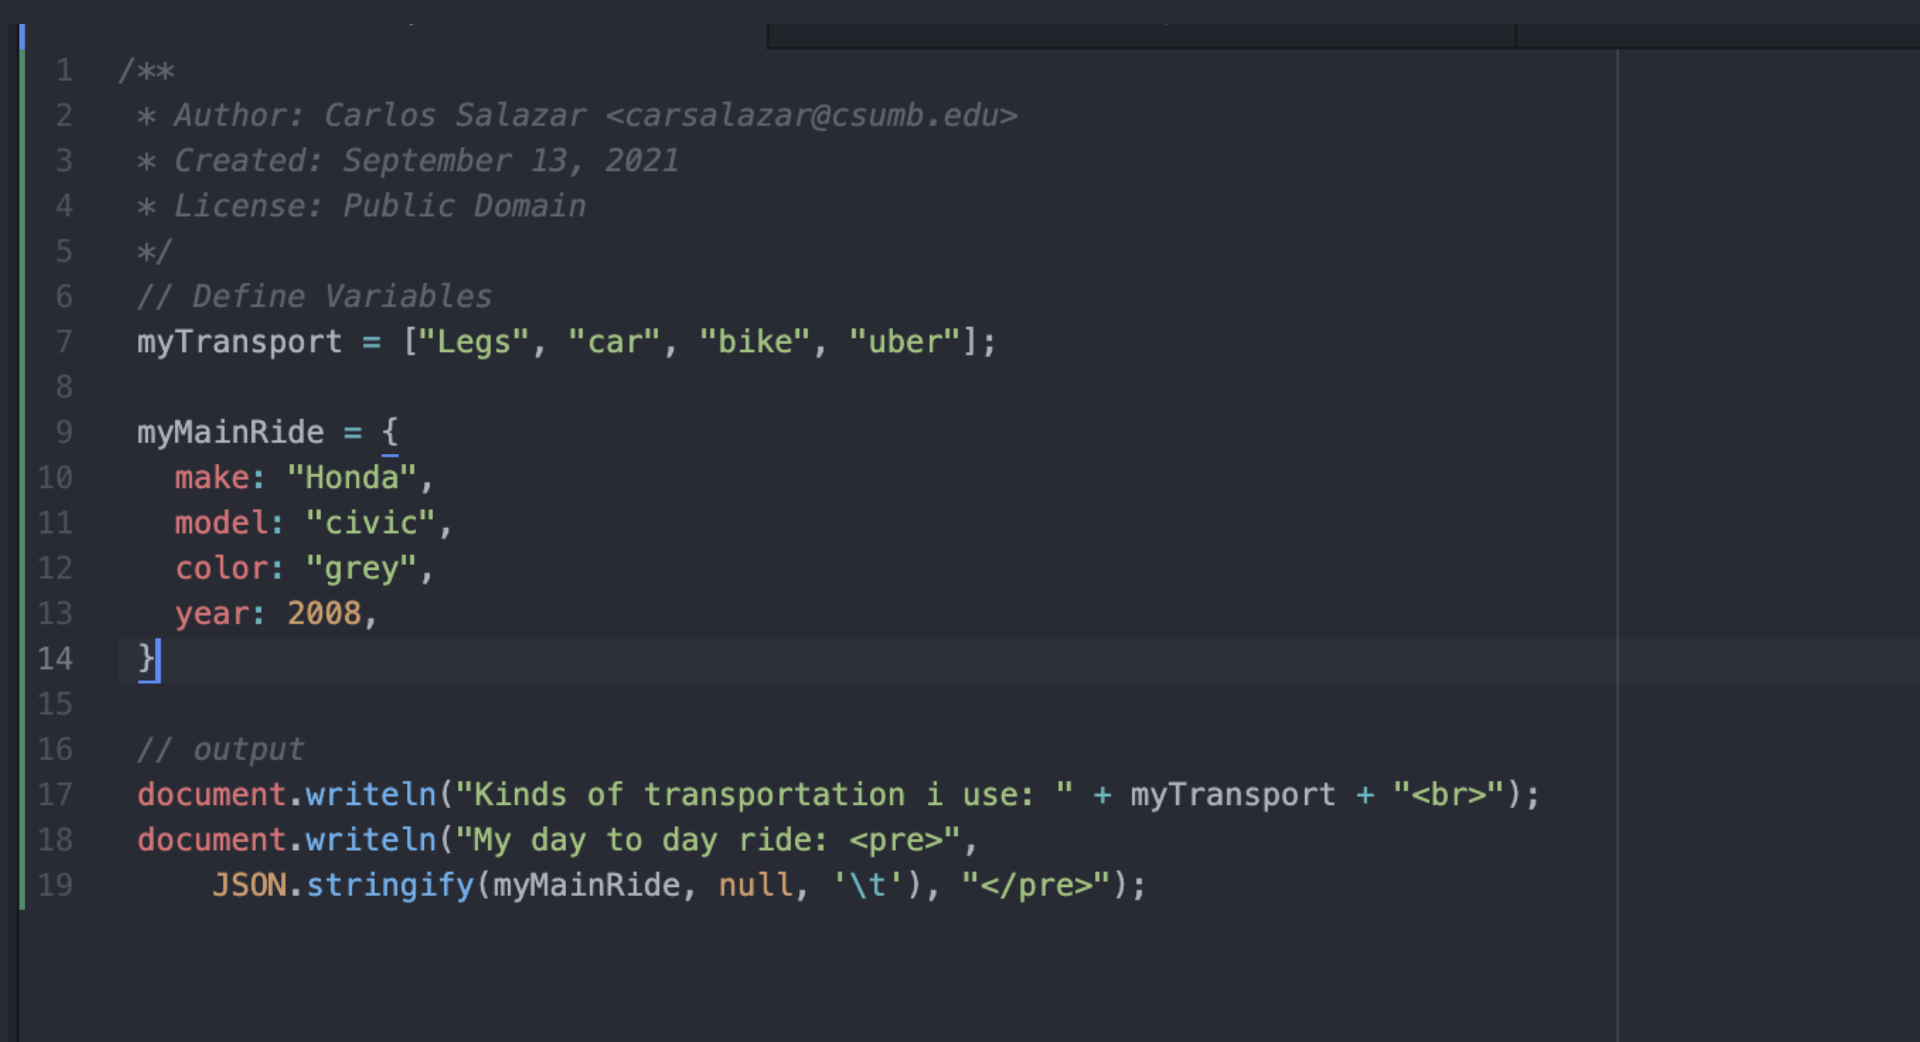 1 /**
2 * Author: Carlos Salazar <carsalazar@csumb.edu>
3 * Created: September 13, 2021
4 * License: Public Domain
5 */
6 // Define Variables
7 myTransport = ["Legs", "car", "bike", "uber"];
8
9 myMainRide = {
10 make: "Honda",
11 model: "civic",
12 color: "grey",
13 year: 2008,
14 }
15
16 // output
17 document.writeln("Kinds of transportation i use: " + myTransport + "<br>");
18 document.writeln("My day to day ride: <pre>",
19 JSON.stringify(myMainRide, null, '\t'), "</pre>");